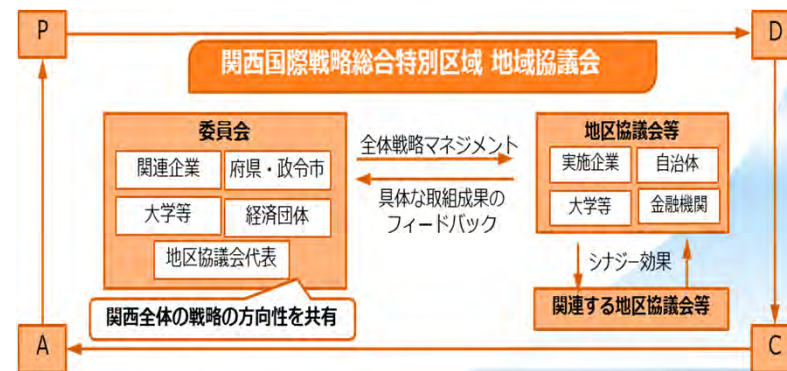 P
D
関西国際戦略総合特別区域 地域協議会
委員会
関連企業
府県・政令市
大学等
経済団体
地区協議会代表
関西全体の戦略の方向性を共有
全体戦略マネジメント
具体な取組成果の
フィードバック
地区協議会等
実施企業
自治体
大学等
金融機関
シナジー効果
関連する地区協議会等
A
C